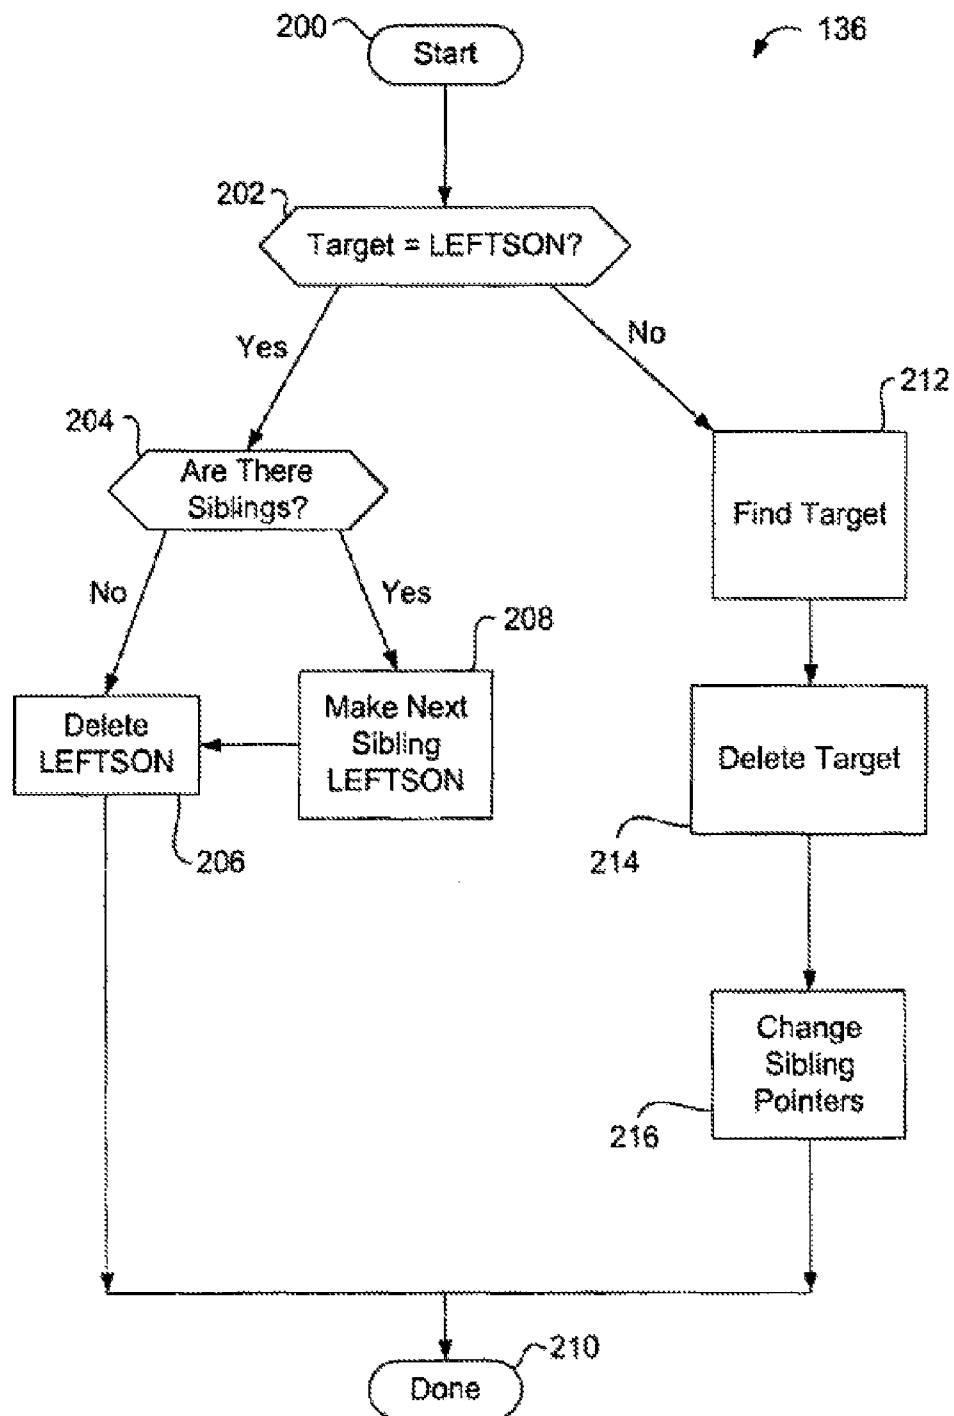 200
Start
136
202
Target = LEFTSON?
Yes
No
204
Are There
Siblings?
212
Find Target
No
Yes
208
Delete
LEFTSON
Make Next
Sibling
LEFTSON
Delete Target
206
214
Change
Sibling
Pointers
216
210
Done